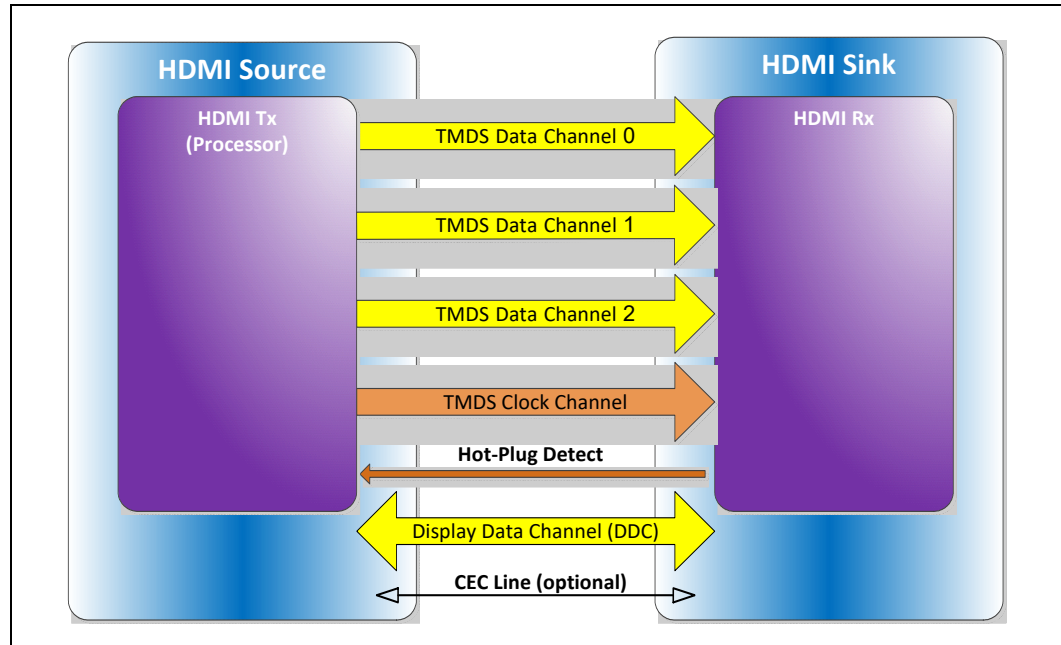 HDMI Source
HDMI Sink
HDMI Tx
(Processor)
HDMI Rx
TMDS Data Channel 0
TMDS Data Channel 1
TMDS Data Channel 2
TMDS Clock Channel
Hot-Plug Detect
Display Data Channel (DDC)
CEC Line (optional)